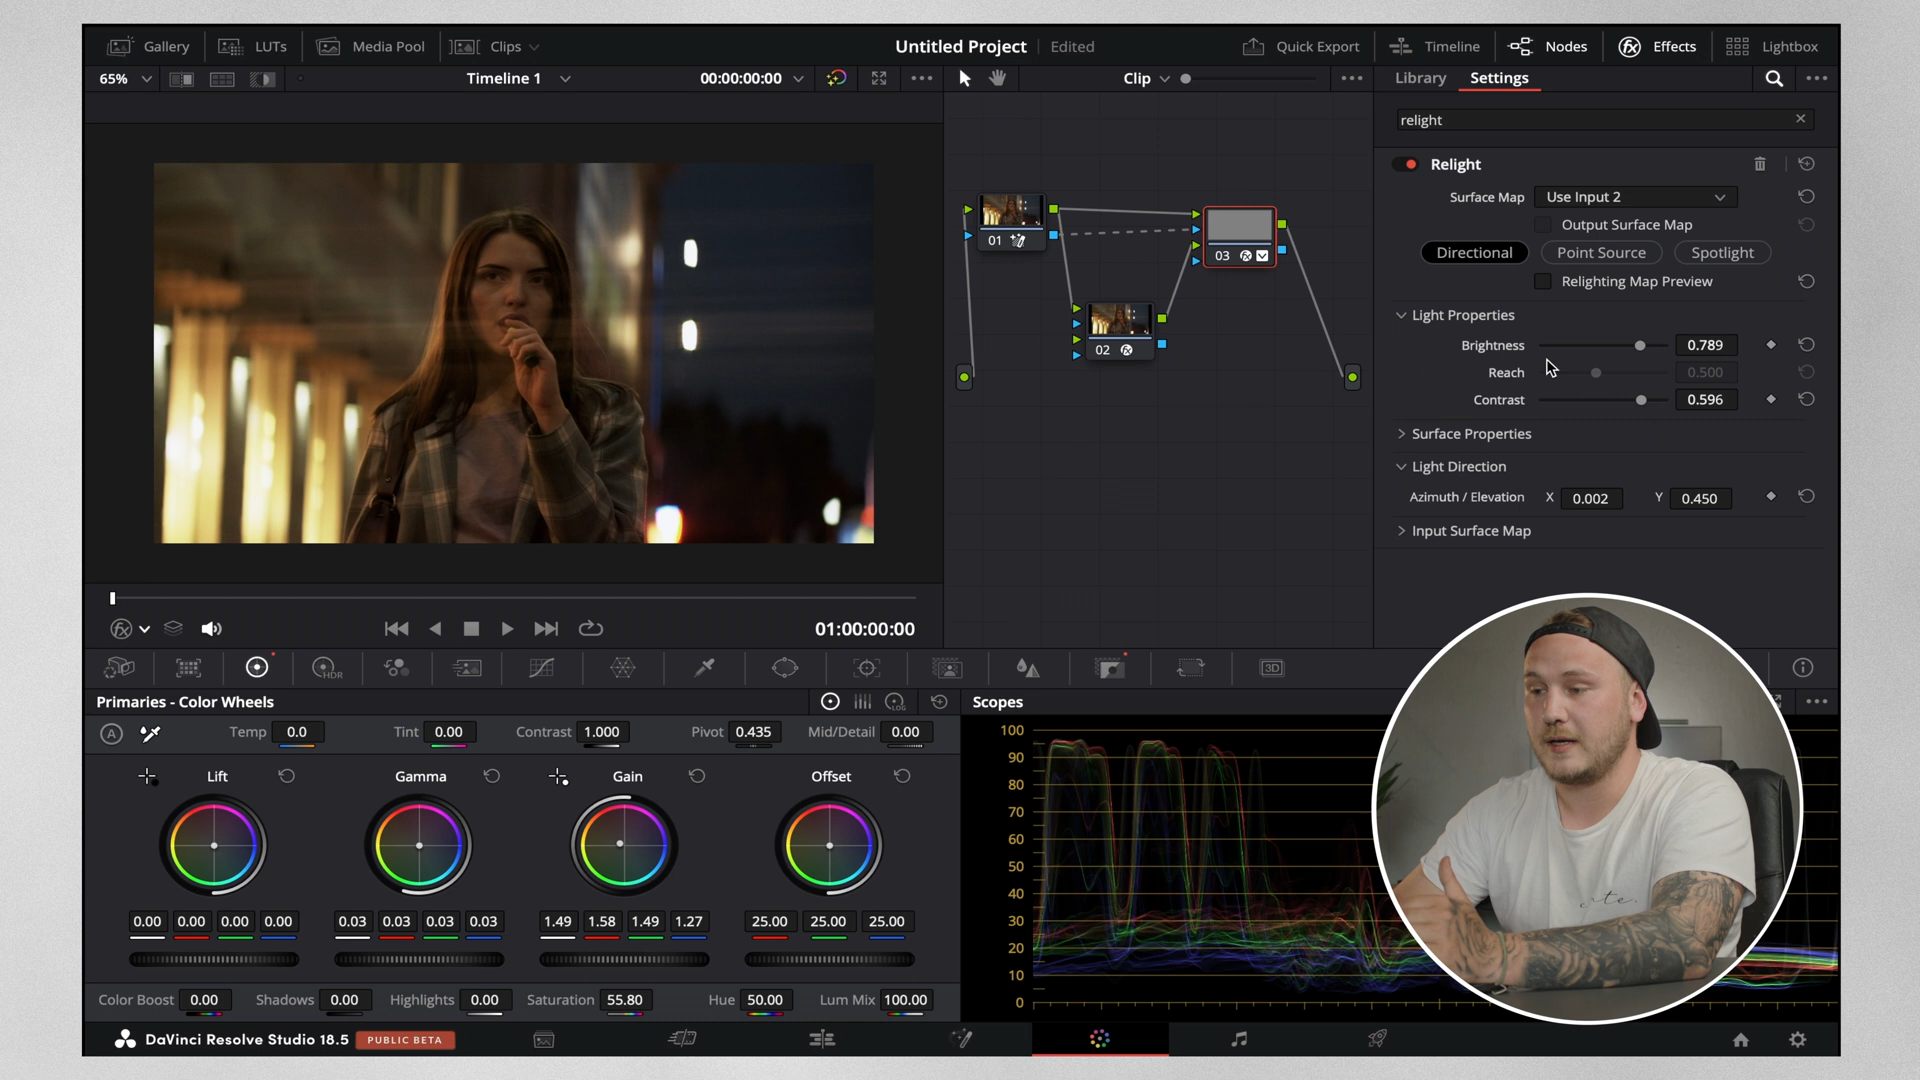 Gallery LUTs Media Pool Clips Untitled Project Edited Quick Export Timeline Nodes Effects Lightbox
65% Timeline 1 00:00:00:00 Clip Library Settings
relight
Relight
Surface Map Use Input 2
Output Surface Map
Directional Point Source Spotlight
Relighting Map Preview
Light Properties
Brightness 0.789
Reach 0.500
Contrast 0.596
Surface Properties
Light Direction
Azimuth / Elevation X 0.002 Y 0.450
Input Surface Map
01
03
02
01:00:00:00
HDR
3D
Primaries - Color Wheels
LOG
Scopes
A Temp 0.0 Tint 0.00 Contrast 1.000 Pivot 0.435 Mid/Detail 0.00
Lift Gamma Gain Offset
0.00 0.00 0.00 0.00 0.03 0.03 0.03 0.03 1.49 1.58 1.49 1.27 25.00 25.00 25.00
Color Boost 0.00 Shadows 0.00 Highlights 0.00 Saturation 55.80 Hue 50.00 Lum Mix 100.00
100
90
80
70
60
50
40
30
20
10
0
DaVinci Resolve Studio 18.5 PUBLIC BETA